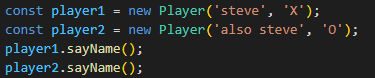 const player1 = new Player('steve', 'X');
const player2 = new Player('also steve', 'O');
player1.sayName();
player2.sayName();